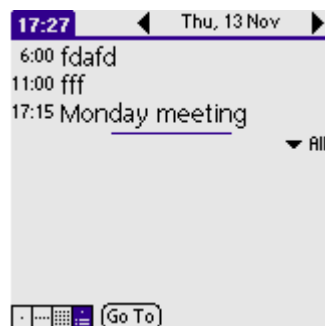 17:27 Thu, 13 Nov
6:00 fdafd
11:00 fff
17:15 Monday meeting
All
Go To